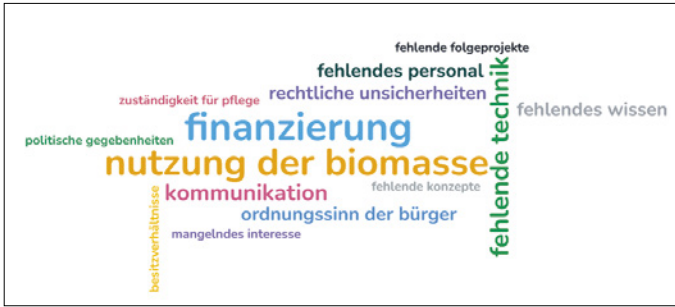 fehlende folgeprojekte
fehlendes personal
zuständigkeit für pflege
rechtliche unsicherheiten
fehlende technik
fehlendes wissen
finanzierung
politische gegebenheiten
nutzung der biomasse
besitzverhältnisse
kommunikation
fehlende konzepte
ordnungssinn der bürger
mangelndes interesse